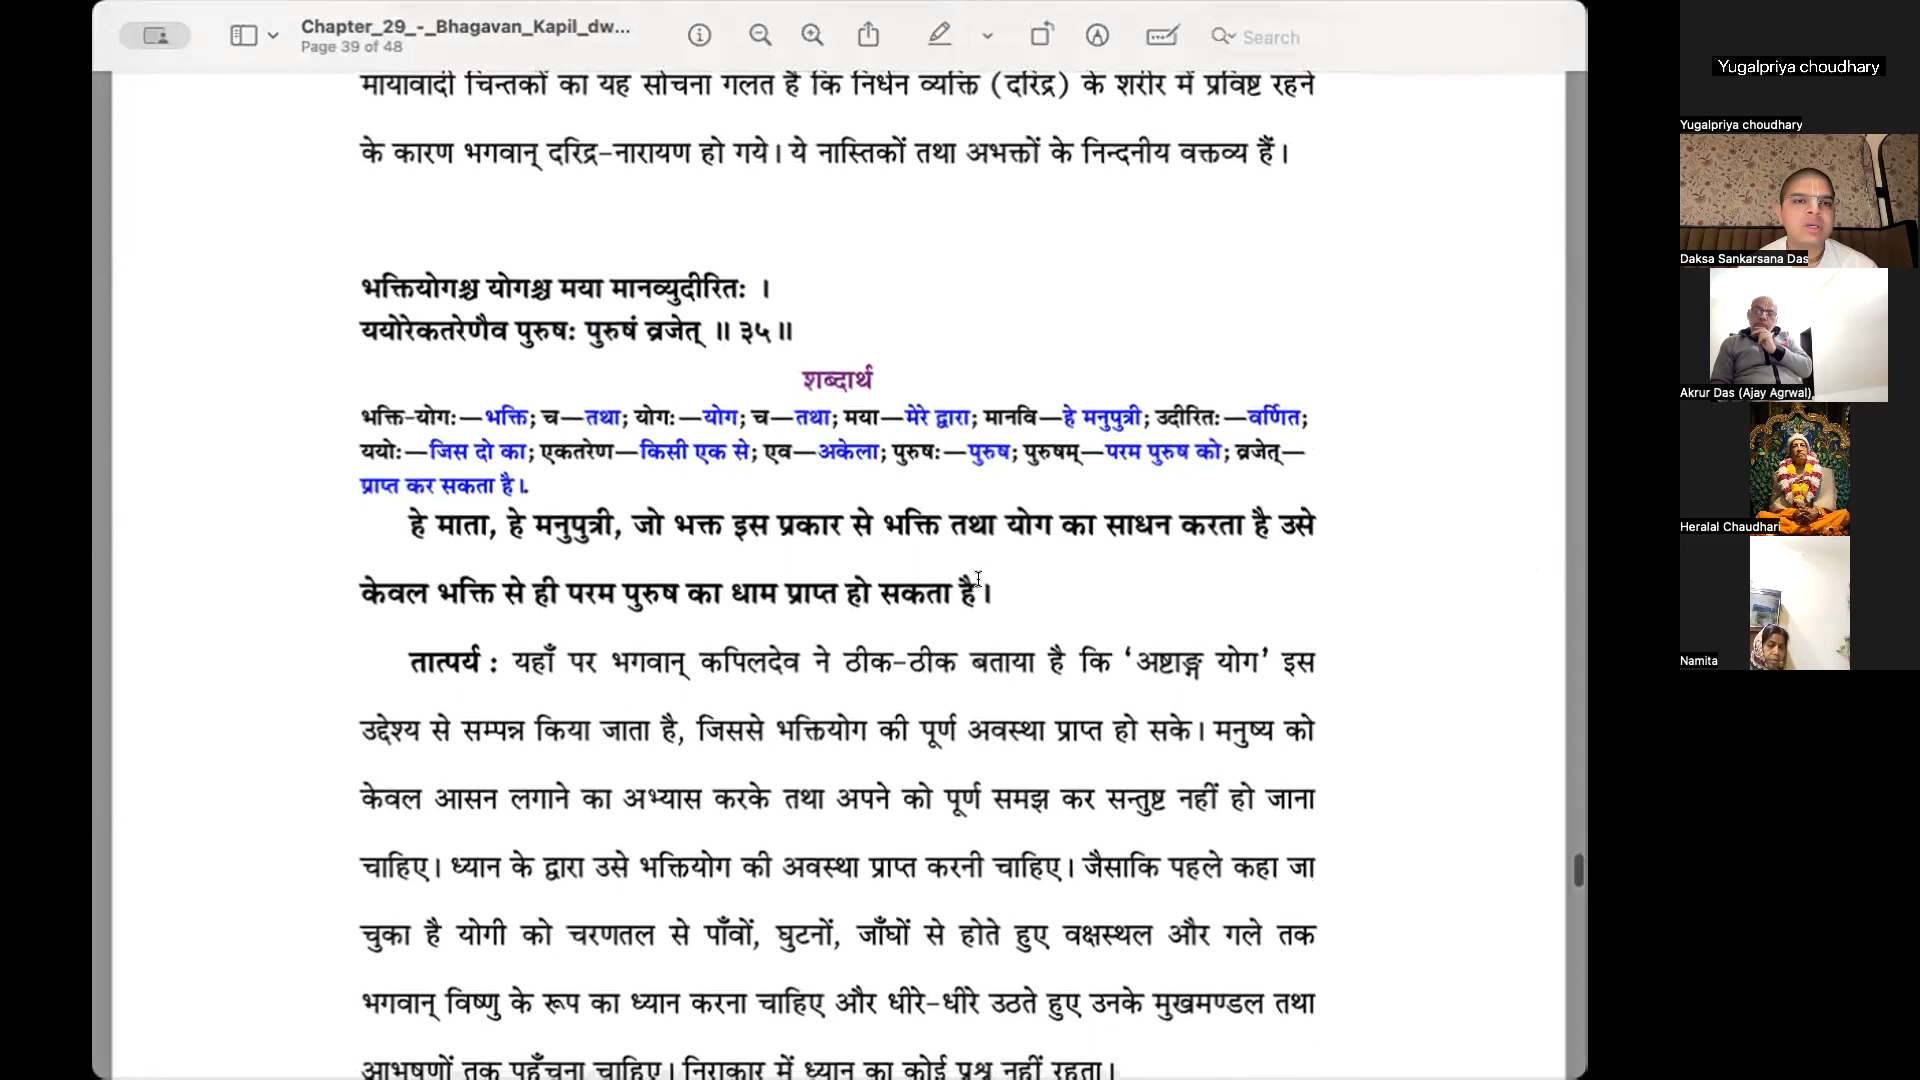 Chapter_29_-_Bhagavan_Kapil_dw...
Page 39 of 48
Search
मायावादी चिन्तकों का यह सोचना गलत है कि निर्धन व्यक्ति (दरिद्र) के शरीर में प्रविष्ट रहने
के कारण भगवान् दरिद्र-नारायण हो गये। ये नास्तिकों तथा अभक्तों के निन्दनीय वक्तव्य हैं।
भक्तियोगश्च योगश्च मया मानव्युदीरितः ।
ययोरेकतरेणैव पुरुषः पुरुषं व्रजेत् ॥ ३५॥
शब्दार्थ
भक्ति-योगः—भक्ति; च—तथा; योगः—योग; च—तथा; मया—मेरे द्वारा; मानवि—हे मनुपुत्री; उदीरितः—वर्णित;
ययोः—जिस दो का; एकतरेण—किसी एक से; एव—अकेला; पुरुषः—पुरुष; पुरुषम्—परम पुरुष को; व्रजेत्—
प्राप्त कर सकता है।.
हे माता, हे मनुपुत्री, जो भक्त इस प्रकार से भक्ति तथा योग का साधन करता है उसे
केवल भक्ति से ही परम पुरुष का धाम प्राप्त हो सकता है।
तात्पर्य : यहाँ पर भगवान् कपिलदेव ने ठीक-ठीक बताया है कि ‘अष्टाङ्ग योग’ इस
उद्देश्य से सम्पन्न किया जाता है, जिससे भक्तियोग की पूर्ण अवस्था प्राप्त हो सके। मनुष्य को
केवल आसन लगाने का अभ्यास करके तथा अपने को पूर्ण समझ कर सन्तुष्ट नहीं हो जाना
चाहिए। ध्यान के द्वारा उसे भक्तियोग की अवस्था प्राप्त करनी चाहिए। जैसाकि पहले कहा जा
चुका है योगी को चरणतल से पाँवों, घुटनों, जाँघों से होते हुए वक्षस्थल और गले तक
भगवान् विष्णु के रूप का ध्यान करना चाहिए और धीरे-धीरे उठते हुए उनके मुखमण्डल तथा
आभूषणों तक पहुँचना चाहिए। निराकार में ध्यान का कोई प्रश्न नहीं रहता।
Yugalpriya choudhary
Yugalpriya choudhary
Daksa Sankarsana Das
Akrur Das (Ajay Agrwal)
Heralal Chaudhari
Namita